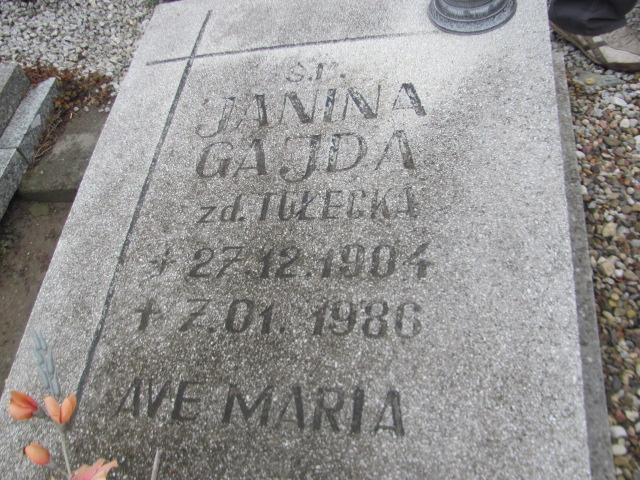 Ś.P.
JANINA
GAJDA
zd. TUŁECKA
+ 27.12.1904
+ 7.01.1986
AVE MARIA